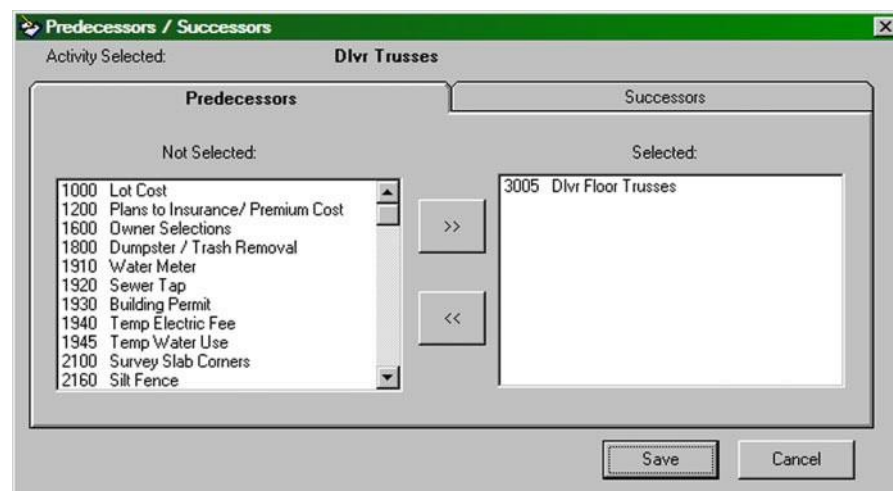 Predecessors / Successors
Activity Selected: Dlvr Trusses
Predecessors
Successors
Not Selected:
Selected:
1000 Lot Cost
1200 Plans to Insurance/ Premium Cost
1600 Owner Selections
1800 Dumpster / Trash Removal
1910 Water Meter
1920 Sewer Tap
1930 Building Permit
1940 Temp Electric Fee
1945 Temp Water Use
2100 Survey Slab Corners
2160 Silt Fence
>>
<<
3005 Dlvr Floor Trusses
Save
Cancel